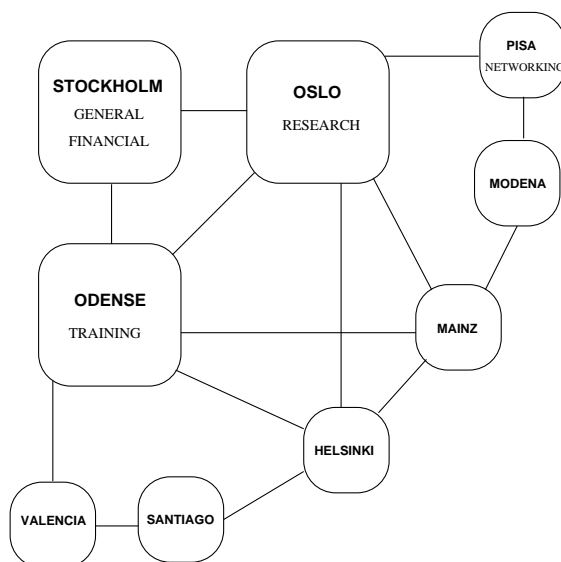 STOCKHOLM
GENERAL
FINANCIAL
OSLO
RESEARCH
PISA
NETWORKING
MODENA
ODENSE
TRAINING
MAINZ
HELSINKI
VALENCIA
SANTIAGO